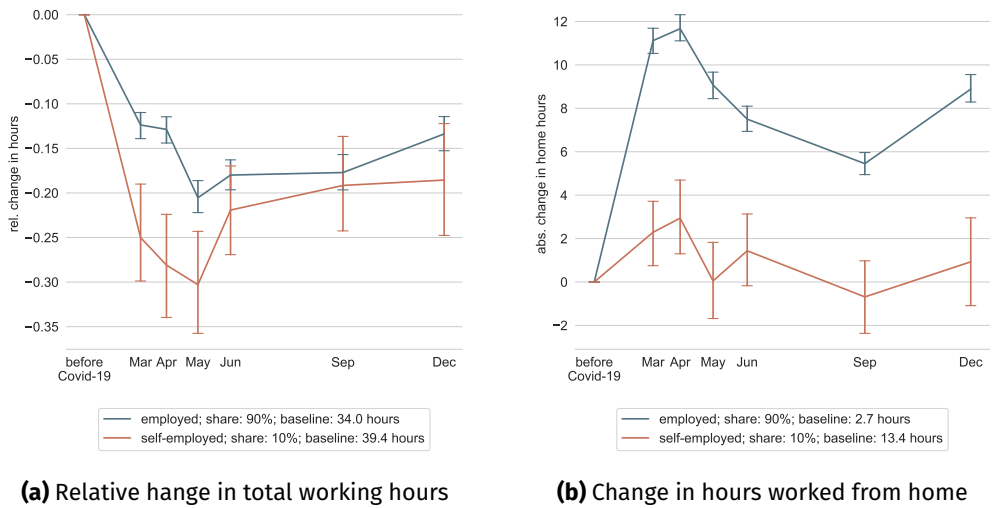 0.00
−0.05
−0.10
−0.15
−0.20
−0.25
−0.30
−0.35
rel. change in hours
before
Covid-19
Mar Apr May Jun Sep Dec
employed; share: 90%; baseline: 34.0 hours
self-employed; share: 10%; baseline: 39.4 hours
(a) Relative hange in total working hours
12
10
8
6
4
2
0
−2
abs. change in home hours
before
Covid-19
Mar Apr May Jun Sep Dec
employed; share: 90%; baseline: 2.7 hours
self-employed; share: 10%; baseline: 13.4 hours
(b) Change in hours worked from home